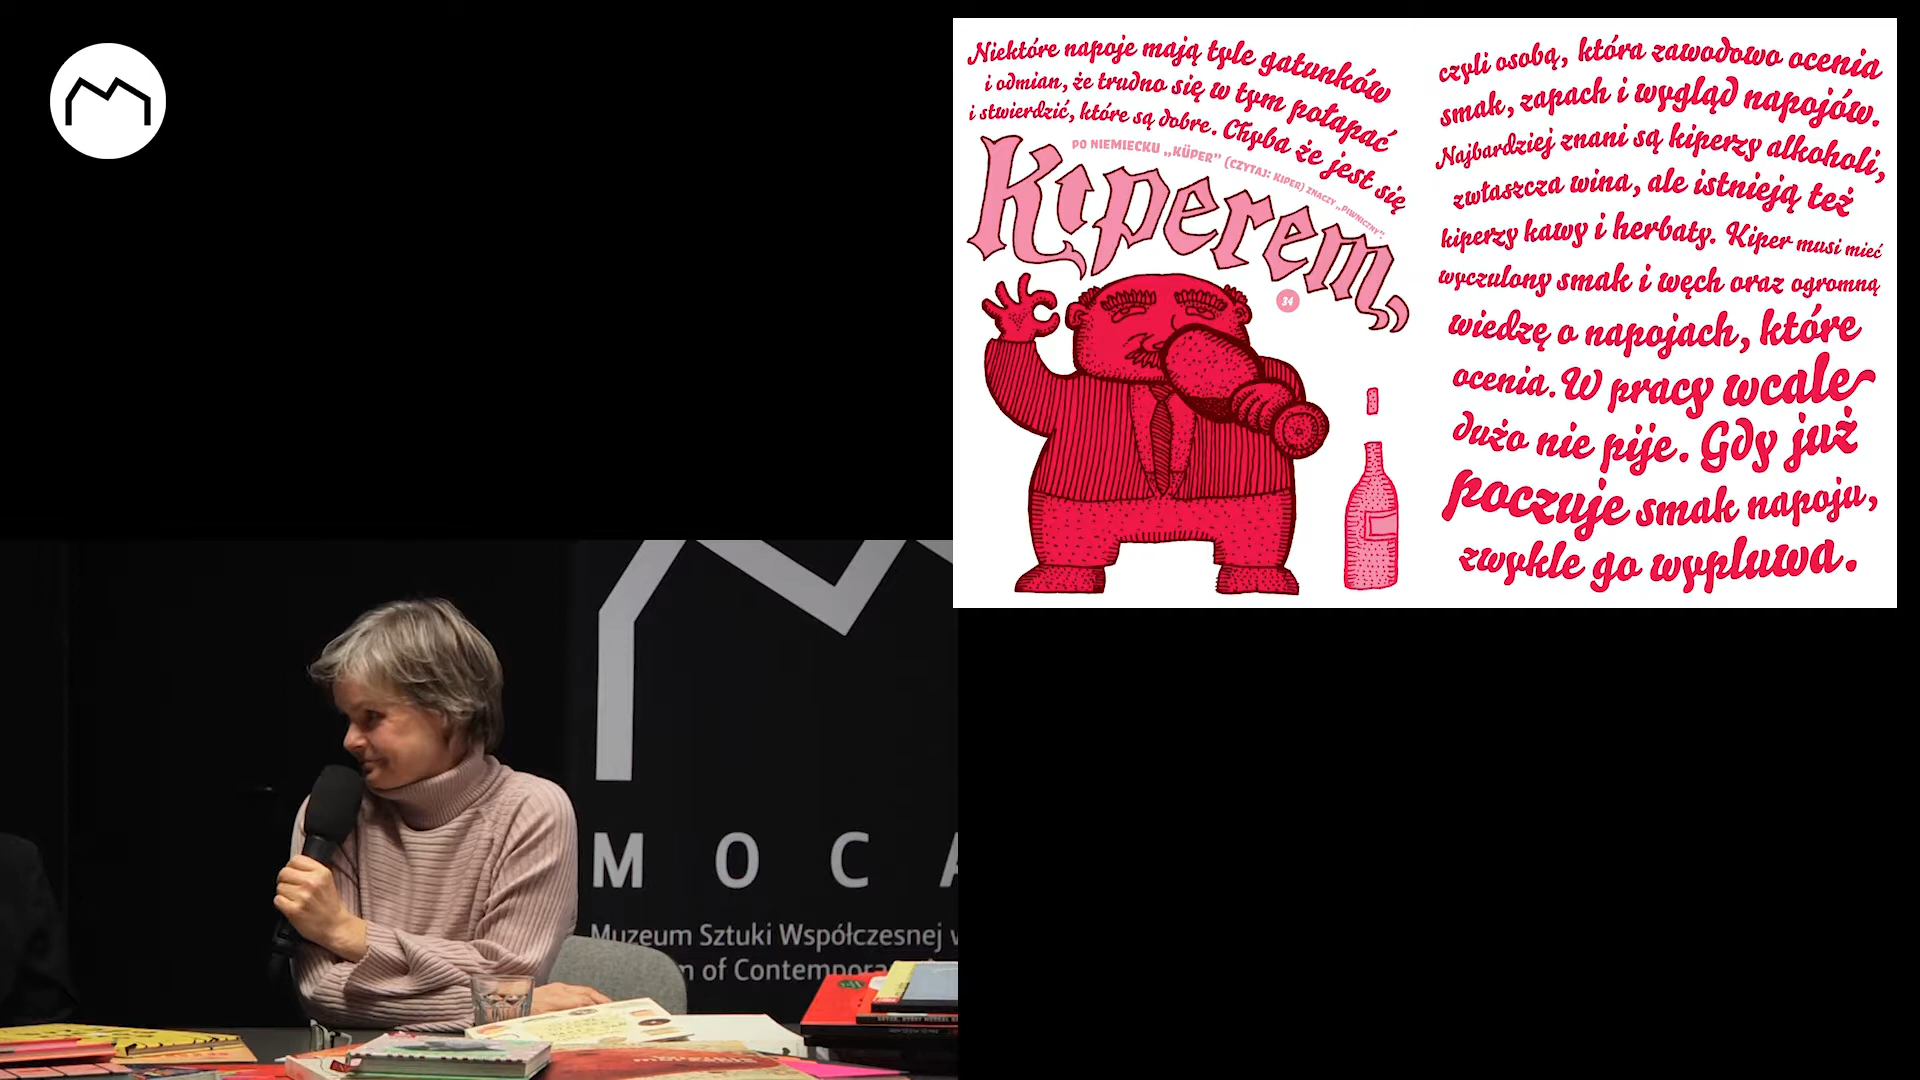 Niektóre napoje mają tyle gatunków
i odmian, że trudno się w tym połapać
i stwierdzić, które są dobre. Chyba że jest się
PO NIEMIECKU „KÜPER” (CZYTAJ: KIPER) ZNACZY „PIWNICZNY”.
Kiperem,
34
czyli osobą, która zawodowo ocenia
smak, zapach i wygląd napojów.
Najbardziej znani są kiperzy alkoholi,
zwłaszcza wina, ale istnieją też
kiperzy kawy i herbaty. Kiper musi mieć
wyczulony smak i węch oraz ogromną
wiedzę o napojach, które
ocenia. W pracy wcale
dużo nie pije. Gdy już
poczuje smak napoju,
zwykle go wypluwa.
M O C A
Muzeum Sztuki Współczesnej w
of Contemporary